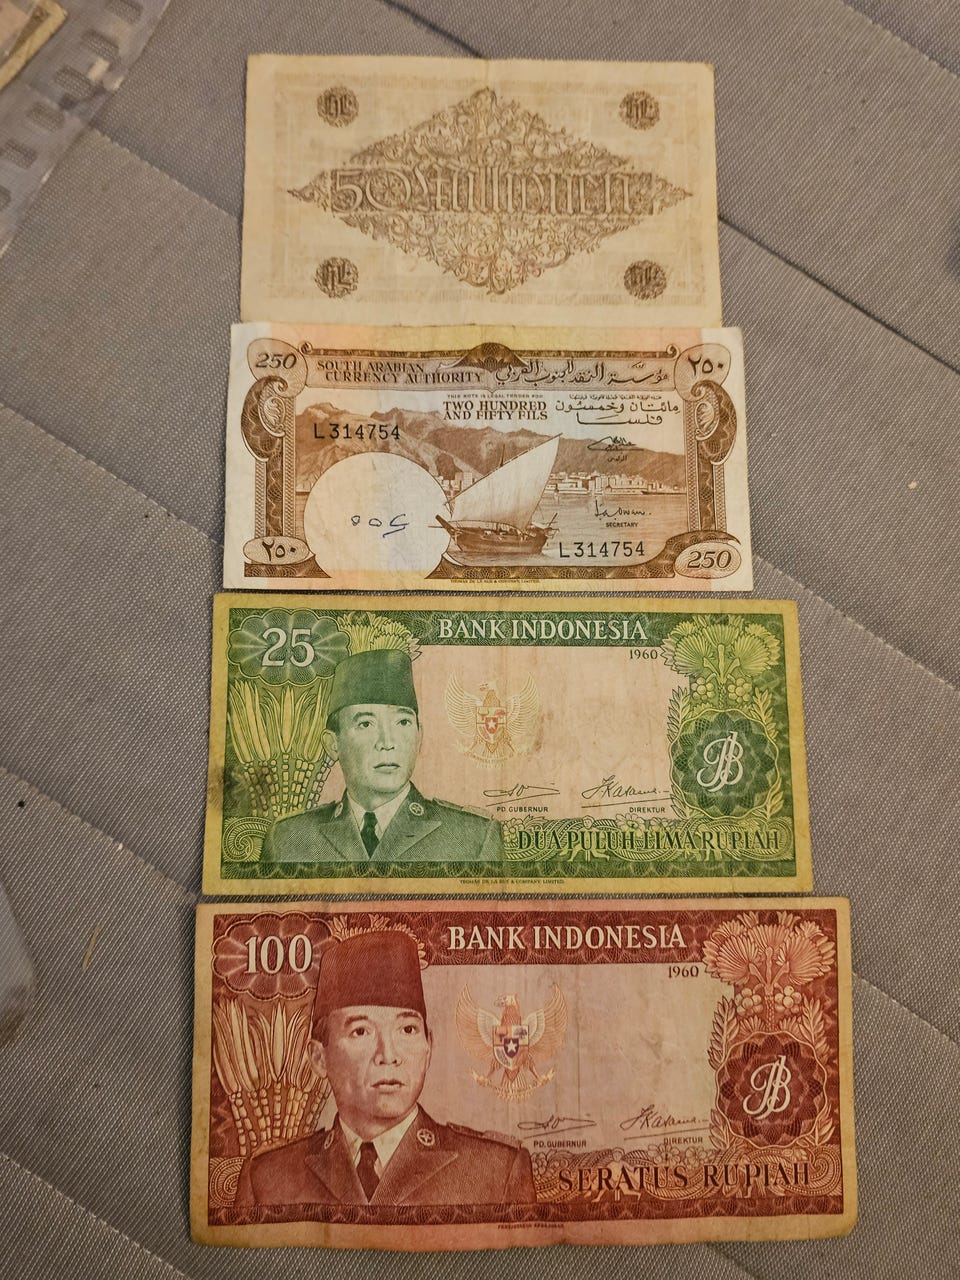 50 Millionen
250
SOUTH ARABIAN
CURRENCY AUTHORITY
مؤسسة النقد للجنوب العربي
٢٥٠
THIS NOTE IS LEGAL TENDER FOR
TWO HUNDRED
AND FIFTY FILS
مائتان وخمسون
فلسا
L314754
الرئيس
SECRETARY
L314754
٢٥٠
250
THOMAS DE LA RUE & COMPANY, LIMITED.
25
BANK INDONESIA
1960
PD. GUBERNUR
DIREKTUR
DUA PULUH LIMA RUPIAH
THOMAS DE LA RUE & COMPANY, LIMITED.
100
BANK INDONESIA
1960
PD. GUBERNUR
DIREKTUR
SERATUS RUPIAH